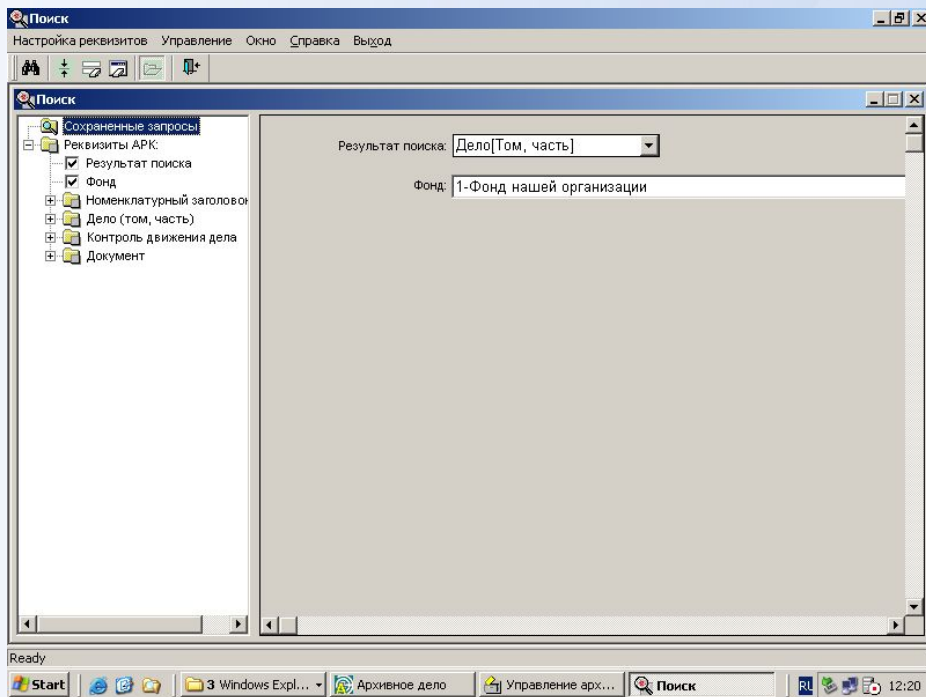 Поиск
Настройка реквизитов Управление Окно Справка Выход
Поиск
Сохраненные запросы
Реквизиты АРК:
Результат поиска
Фонд
Номенклатурный заголовон
Дело (том, часть)
Контроль движения дела
Документ
Результат поиска: Дело[Том, часть]
Фонд: 1-Фонд нашей организации
Ready
Start 3 Windows Expl... Архивное дело Управление арх... Поиск RU 12:20